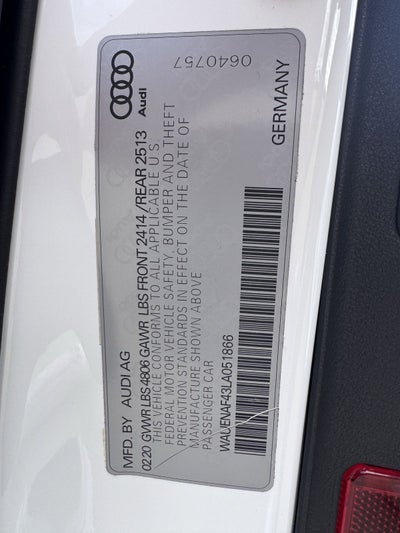 MFD. BY AUDI AG
0220 GVWR LBS 4806 GAWR LBS FRONT 2414 /REAR 2513
THIS VEHICLE CONFORMS TO ALL APPLICABLE U S
FEDERAL MOTOR VEHICLE SAFETY, BUMPER AND THEFT
PREVENTION STANDARDS IN EFFECT ON THE DATE OF
MANUFACTURE SHOWN ABOVE
PASSENGER CAR
WAUENAF43LA051866
Audi
0640757
GERMANY